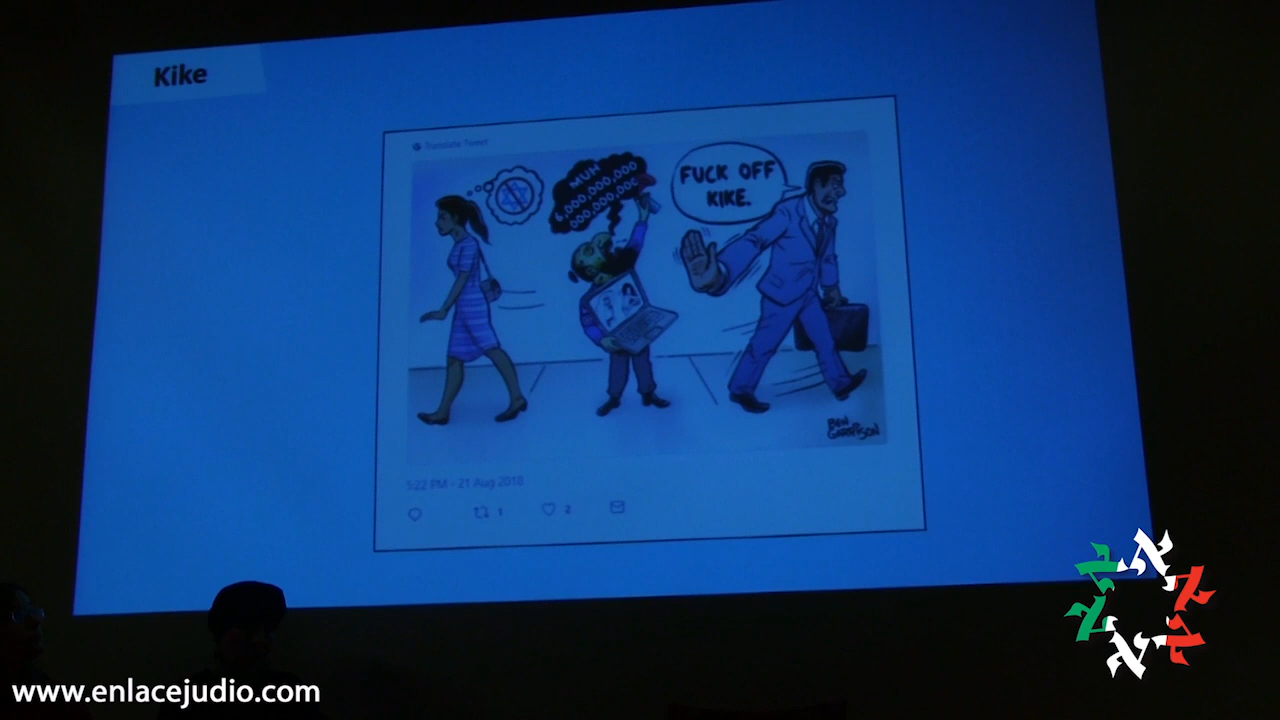 Kike
Translate Tweet
MUH
6,000,000,000
000,000,000
FUCK OFF
KIKE.
BEN
GARRISON
5:22 PM - 21 Aug 2018
1
2
www.enlacejudio.com
א
א
א
א
א
א